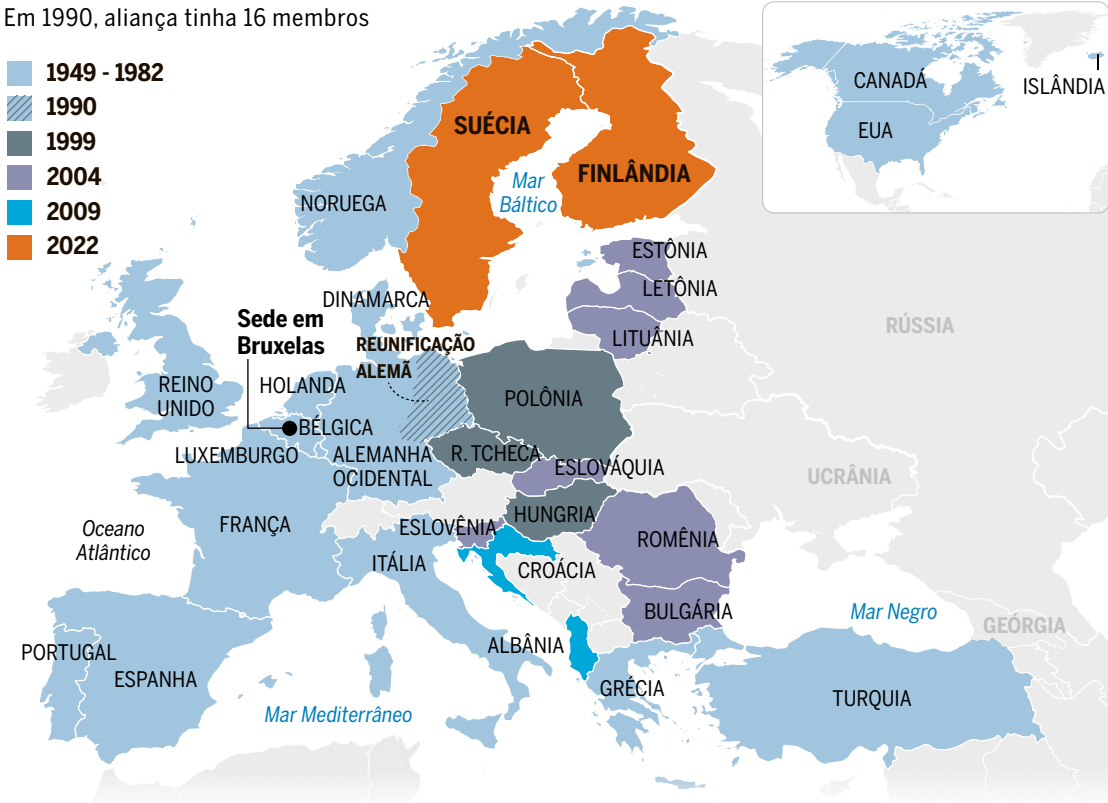 Em 1990, aliança tinha 16 membros
1949 - 1982
1990
1999
2004
2009
2022
CANADÁ
EUA
ISLÂNDIA
SUÉCIA
FINLÂNDIA
NORUEGA
Mar
Báltico
ESTÔNIA
LETÔNIA
LITUÂNIA
RÚSSIA
DINAMARCA
Sede em
Bruxelas
REUNIFICAÇÃO
ALEMÃ
REINO
UNIDO
HOLANDA
POLÔNIA
BÉLGICA
LUXEMBURGO
ALEMANHA
OCIDENTAL
R. TCHECA
ESLOVÁQUIA
UCRÂNIA
Oceano
Atlântico
FRANÇA
ESLOVÊNIA
HUNGRIA
ROMÊNIA
ITÁLIA
CROÁCIA
BULGÁRIA
Mar Negro
GEÓRGIA
PORTUGAL
ESPANHA
ALBÂNIA
GRÉCIA
TURQUIA
Mar Mediterrâneo